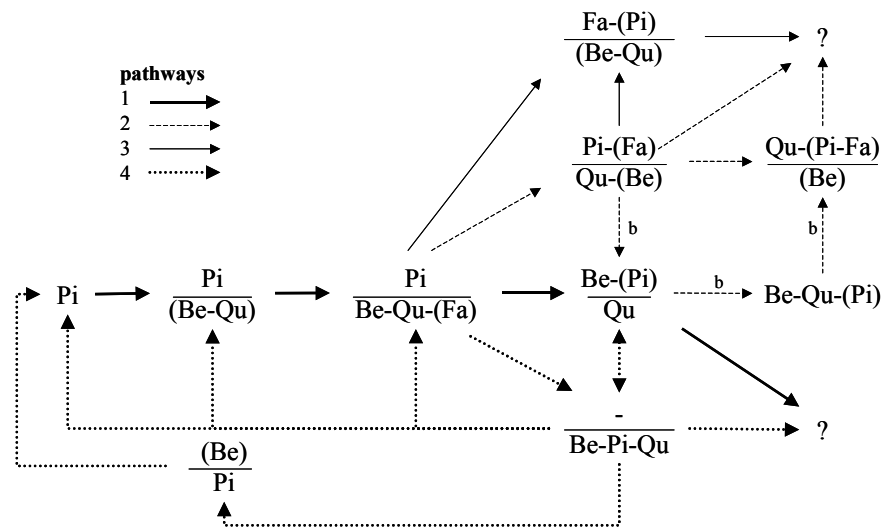 Fa-(Pi)
(Be-Qu)
?
pathways
1
2
3
4
Pi-(Fa)
Qu-(Be)
Qu-(Pi-Fa)
(Be)
b
b
Pi
Pi
(Be-Qu)
Pi
Be-Qu-(Fa)
Be-(Pi)
Qu
b
Be-Qu-(Pi)
-
Be-Pi-Qu
?
(Be)
Pi